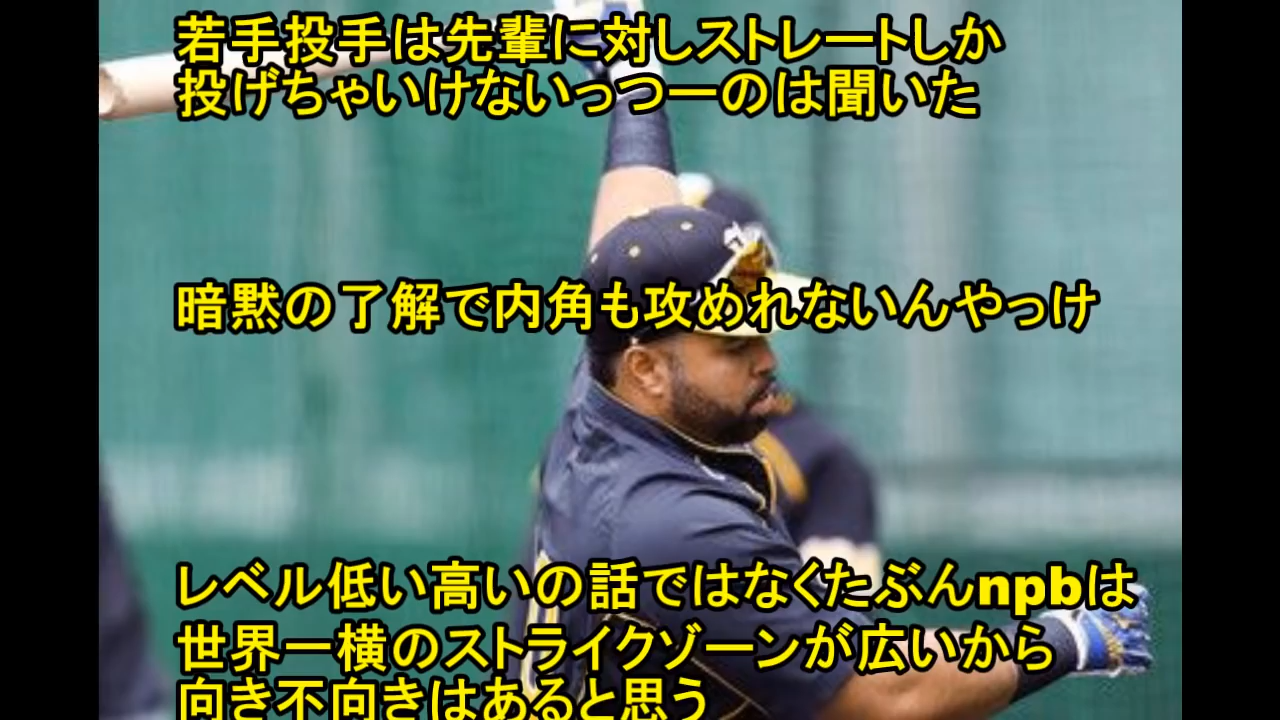 若手投手は先輩に対しストレートしか
投げちゃいけないっつーのは聞いた
暗黙の了解で内角も攻めれないんやっけ
レベル低い高いの話ではなくたぶんnpbは
世界一横のストライクゾーンが広いから
向き不向きはあると思う